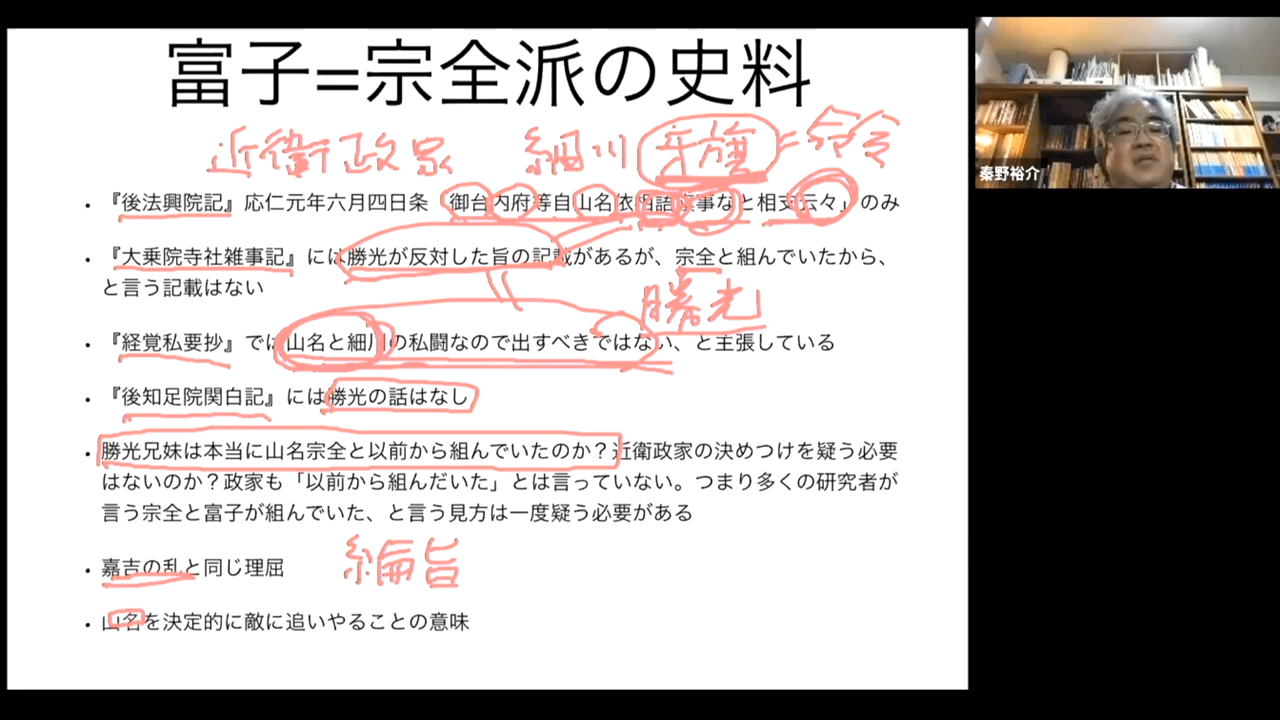 富子=宗全派の史料
近衛政家 細川 牙旗=命令
・『後法興院記』応仁元年六月四日条「御台内府等自山名依相語旗事など相支云々」のみ
・『大乗院寺社雑事記』には勝光が反対した旨の記載があるが、宗全と組んでいたから、
と言う記載はない
勝光
・『経覚私要抄』では山名と細川の私闘なので出すべきではない、と主張している
・『後知足院関白記』には勝光の話はなし
・勝光兄妹は本当に山名宗全と以前から組んでいたのか?近衛政家の決めつけを疑う必要
はないのか?政家も「以前から組んだいた」とは言っていない。つまり多くの研究者が
言う宗全と富子が組んでいた、と言う見方は一度疑う必要がある
・嘉吉の乱と同じ理屈 綸旨
・山名を決定的に敵に追いやることの意味
秦野裕介